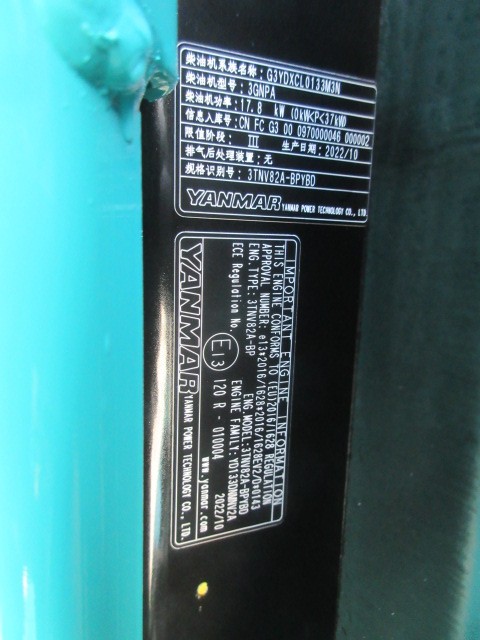 柴油机系族名称: G3YDXCL0133M3N
柴油机型号: 3GNPA
柴油机功率: 17.8 kW (0kW<P<37kW)
信息入库号: CN FC G3 00 0970000046 000002
限值阶段: III 生产日期: 2022/10
排气后处理装置: 无
规格识别号: 3TNV82A-BPYBD
YANMAR YANMAR POWER TECHNOLOGY CO., LTD.
IMPORTANT ENGINE INFORMATION
THIS ENGINE CONFORMS TO (EU)2016/1628 REGULATION
APPROVAL NUMBER: e13*2016/1628*2016/1628EV2/D*0143
ENG.TYPE: 3TNV82A-BP ENG.MODEL: 3TNV82A-BPYBD
ENGINE FAMILY: YD133DNMNV2A
ECE Regulation No. E13 120 R - 010004 2022/10
www.yanmar.com
YANMAR YANMAR POWER TECHNOLOGY CO., LTD.